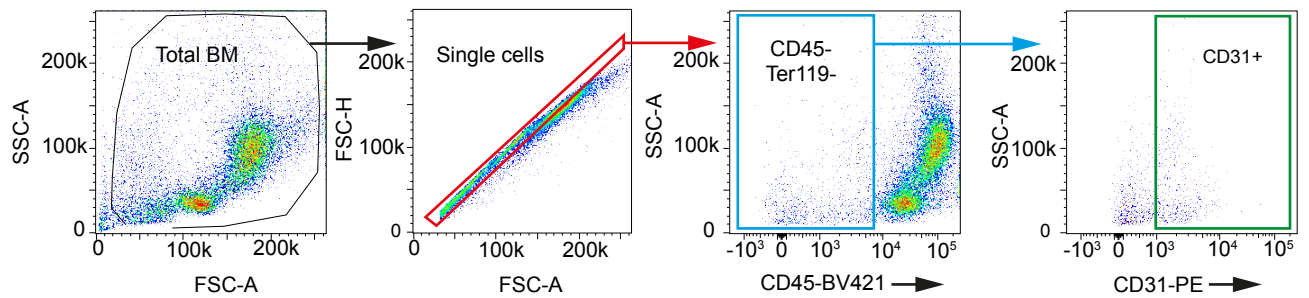 Total BM
SSC-A
200k
100k
0
0
100k
200k
FSC-A
Single cells
FSC-H
200k
100k
0
0
100k
200k
FSC-A
CD45-
Ter119-
SSC-A
200k
100k
0
-10³
0
10³
10⁴
10⁵
CD45-BV421
CD31+
SSC-A
200k
100k
0
-10³
0
10³
10⁴
10⁵
CD31-PE